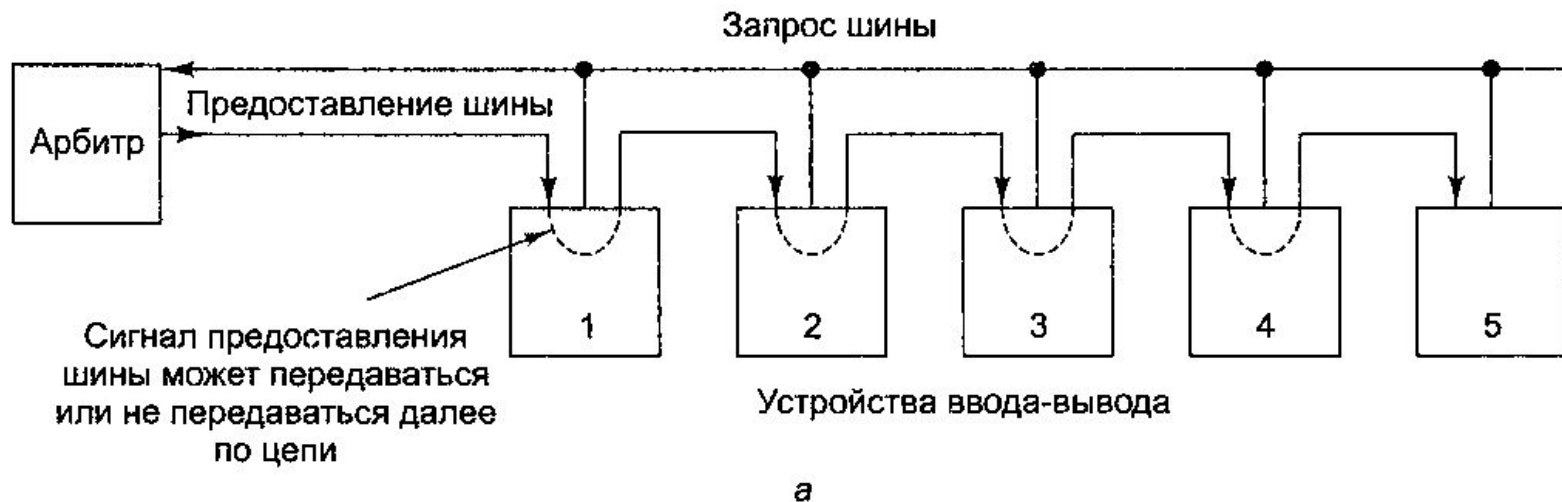 Запрос шины
Предоставление шины
Арбитр
1
2
3
4
5
Сигнал предоставления
шины может передаваться
или не передаваться далее
по цепи
Устройства ввода-вывода
а